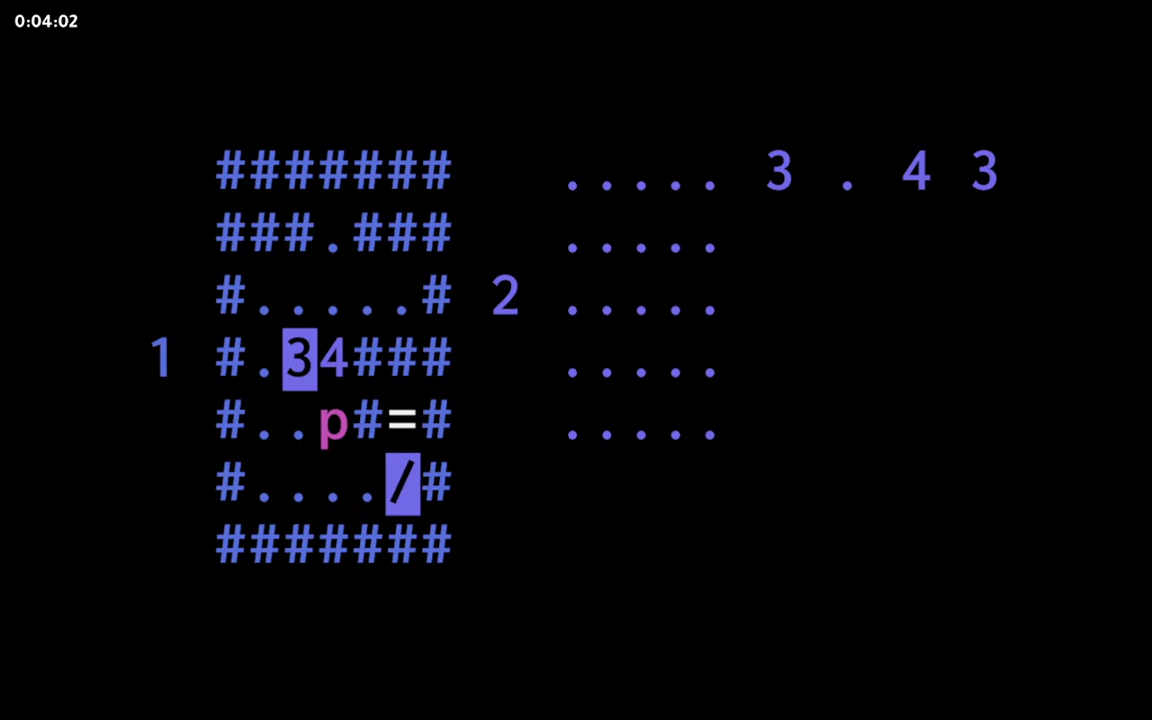 0:04:02
####### ..... 3 . 4 3
###.### .....
#.....# 2 .....
1 #.34### .....
#..p#=# .....
#..../#
#######